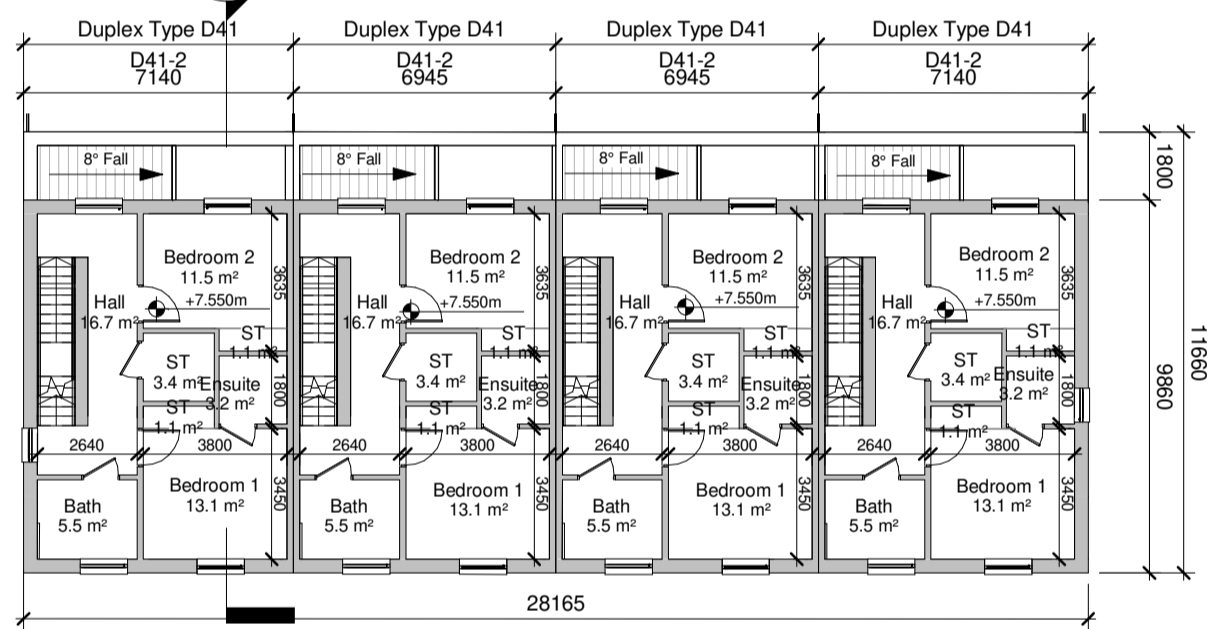 Duplex Type D41
Duplex Type D41
Duplex Type D41
Duplex Type D41
D41-2
7140
D41-2
6945
D41-2
6945
D41-2
7140
8° Fall
8° Fall
8° Fall
8° Fall
1800
11660
9860
Bedroom 2
11.5 m²
+7.550m
3635
Hall
16.7 m²
ST
1.1 m²
ST
3.4 m²
Ensuite
3.2 m²
1800
ST
1.1 m²
2640
3800
Bedroom 1
13.1 m²
3450
Bath
5.5 m²
Bedroom 2
11.5 m²
+7.550m
3635
Hall
16.7 m²
ST
1.1 m²
ST
3.4 m²
Ensuite
3.2 m²
1800
ST
1.1 m²
2640
3800
Bedroom 1
13.1 m²
3450
Bath
5.5 m²
Bedroom 2
11.5 m²
+7.550m
3635
Hall
16.7 m²
ST
1.1 m²
ST
3.4 m²
Ensuite
3.2 m²
1800
ST
1.1 m²
2640
3800
Bedroom 1
13.1 m²
3450
Bath
5.5 m²
Bedroom 2
11.5 m²
+7.550m
3635
Hall
16.7 m²
ST
1.1 m²
ST
3.4 m²
Ensuite
3.2 m²
1800
ST
1.1 m²
2640
3800
Bedroom 1
13.1 m²
3450
Bath
5.5 m²
28165